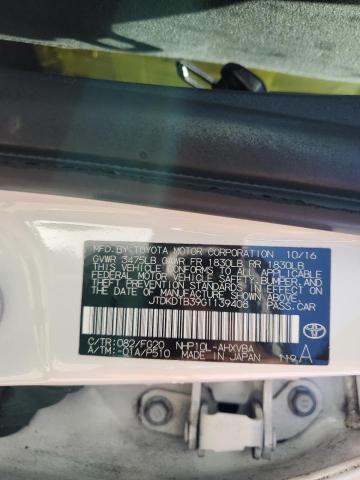 MFD.BY:TOYOTA MOTOR CORPORATION 10/16
GVWR 3475LB GAWR FR 1830LB RR 1830LB
THIS VEHICLE CONFORMS TO ALL APPLICABLE
FEDERAL MOTOR VEHICLE SAFETY, BUMPER, AND
THEFT PREVENTION STANDARDS IN EFFECT ON
THE DATE OF MANUFACTURE SHOWN ABOVE.
JTDKDTB39G1139408 PASS.CAR
C/TR:082/FG20 NHP10L-AHXVBA
A/TM:-01A/P510 MADE IN JAPAN A